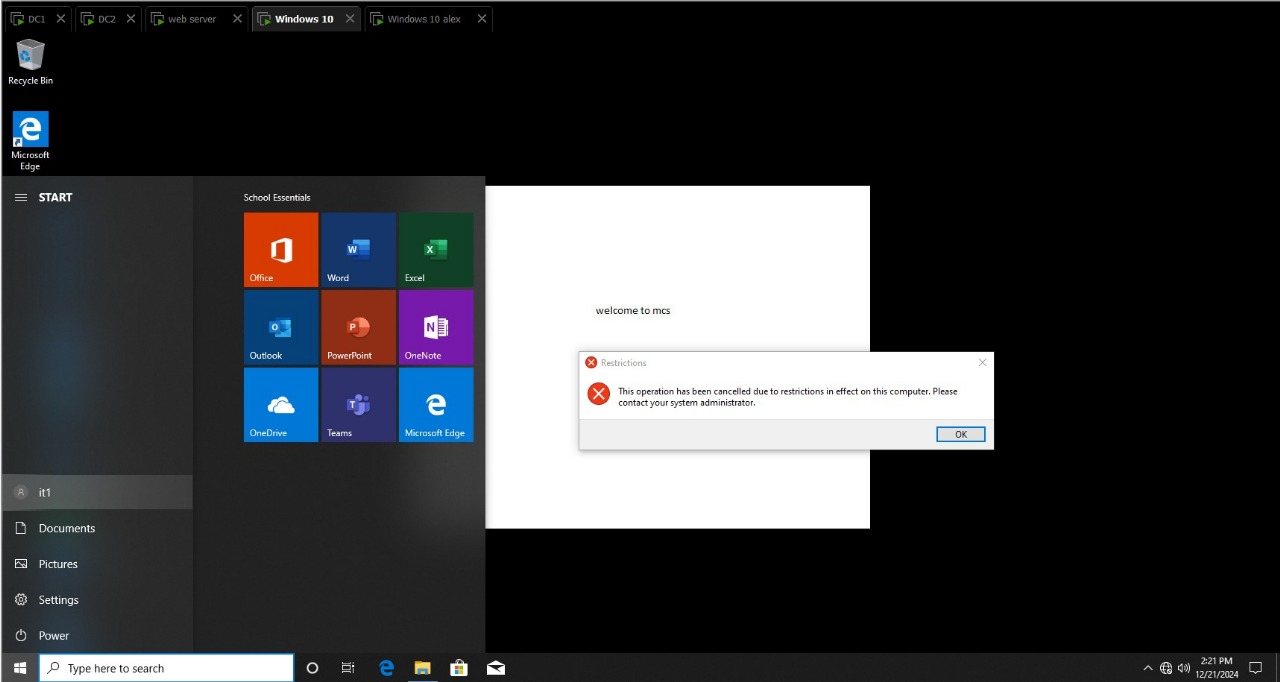 DC1
DC2
web server
Windows 10
Windows 10 alex
Recycle Bin
Microsoft
Edge
START
School Essentials
Office
Word
Excel
Outlook
PowerPoint
OneNote
OneDrive
Teams
Microsoft Edge
it1
Documents
Pictures
Settings
Power
welcome to mcs
Restrictions
This operation has been cancelled due to restrictions in effect on this computer. Please
contact your system administrator.
OK
Type here to search
2:21 PM
12/21/2024